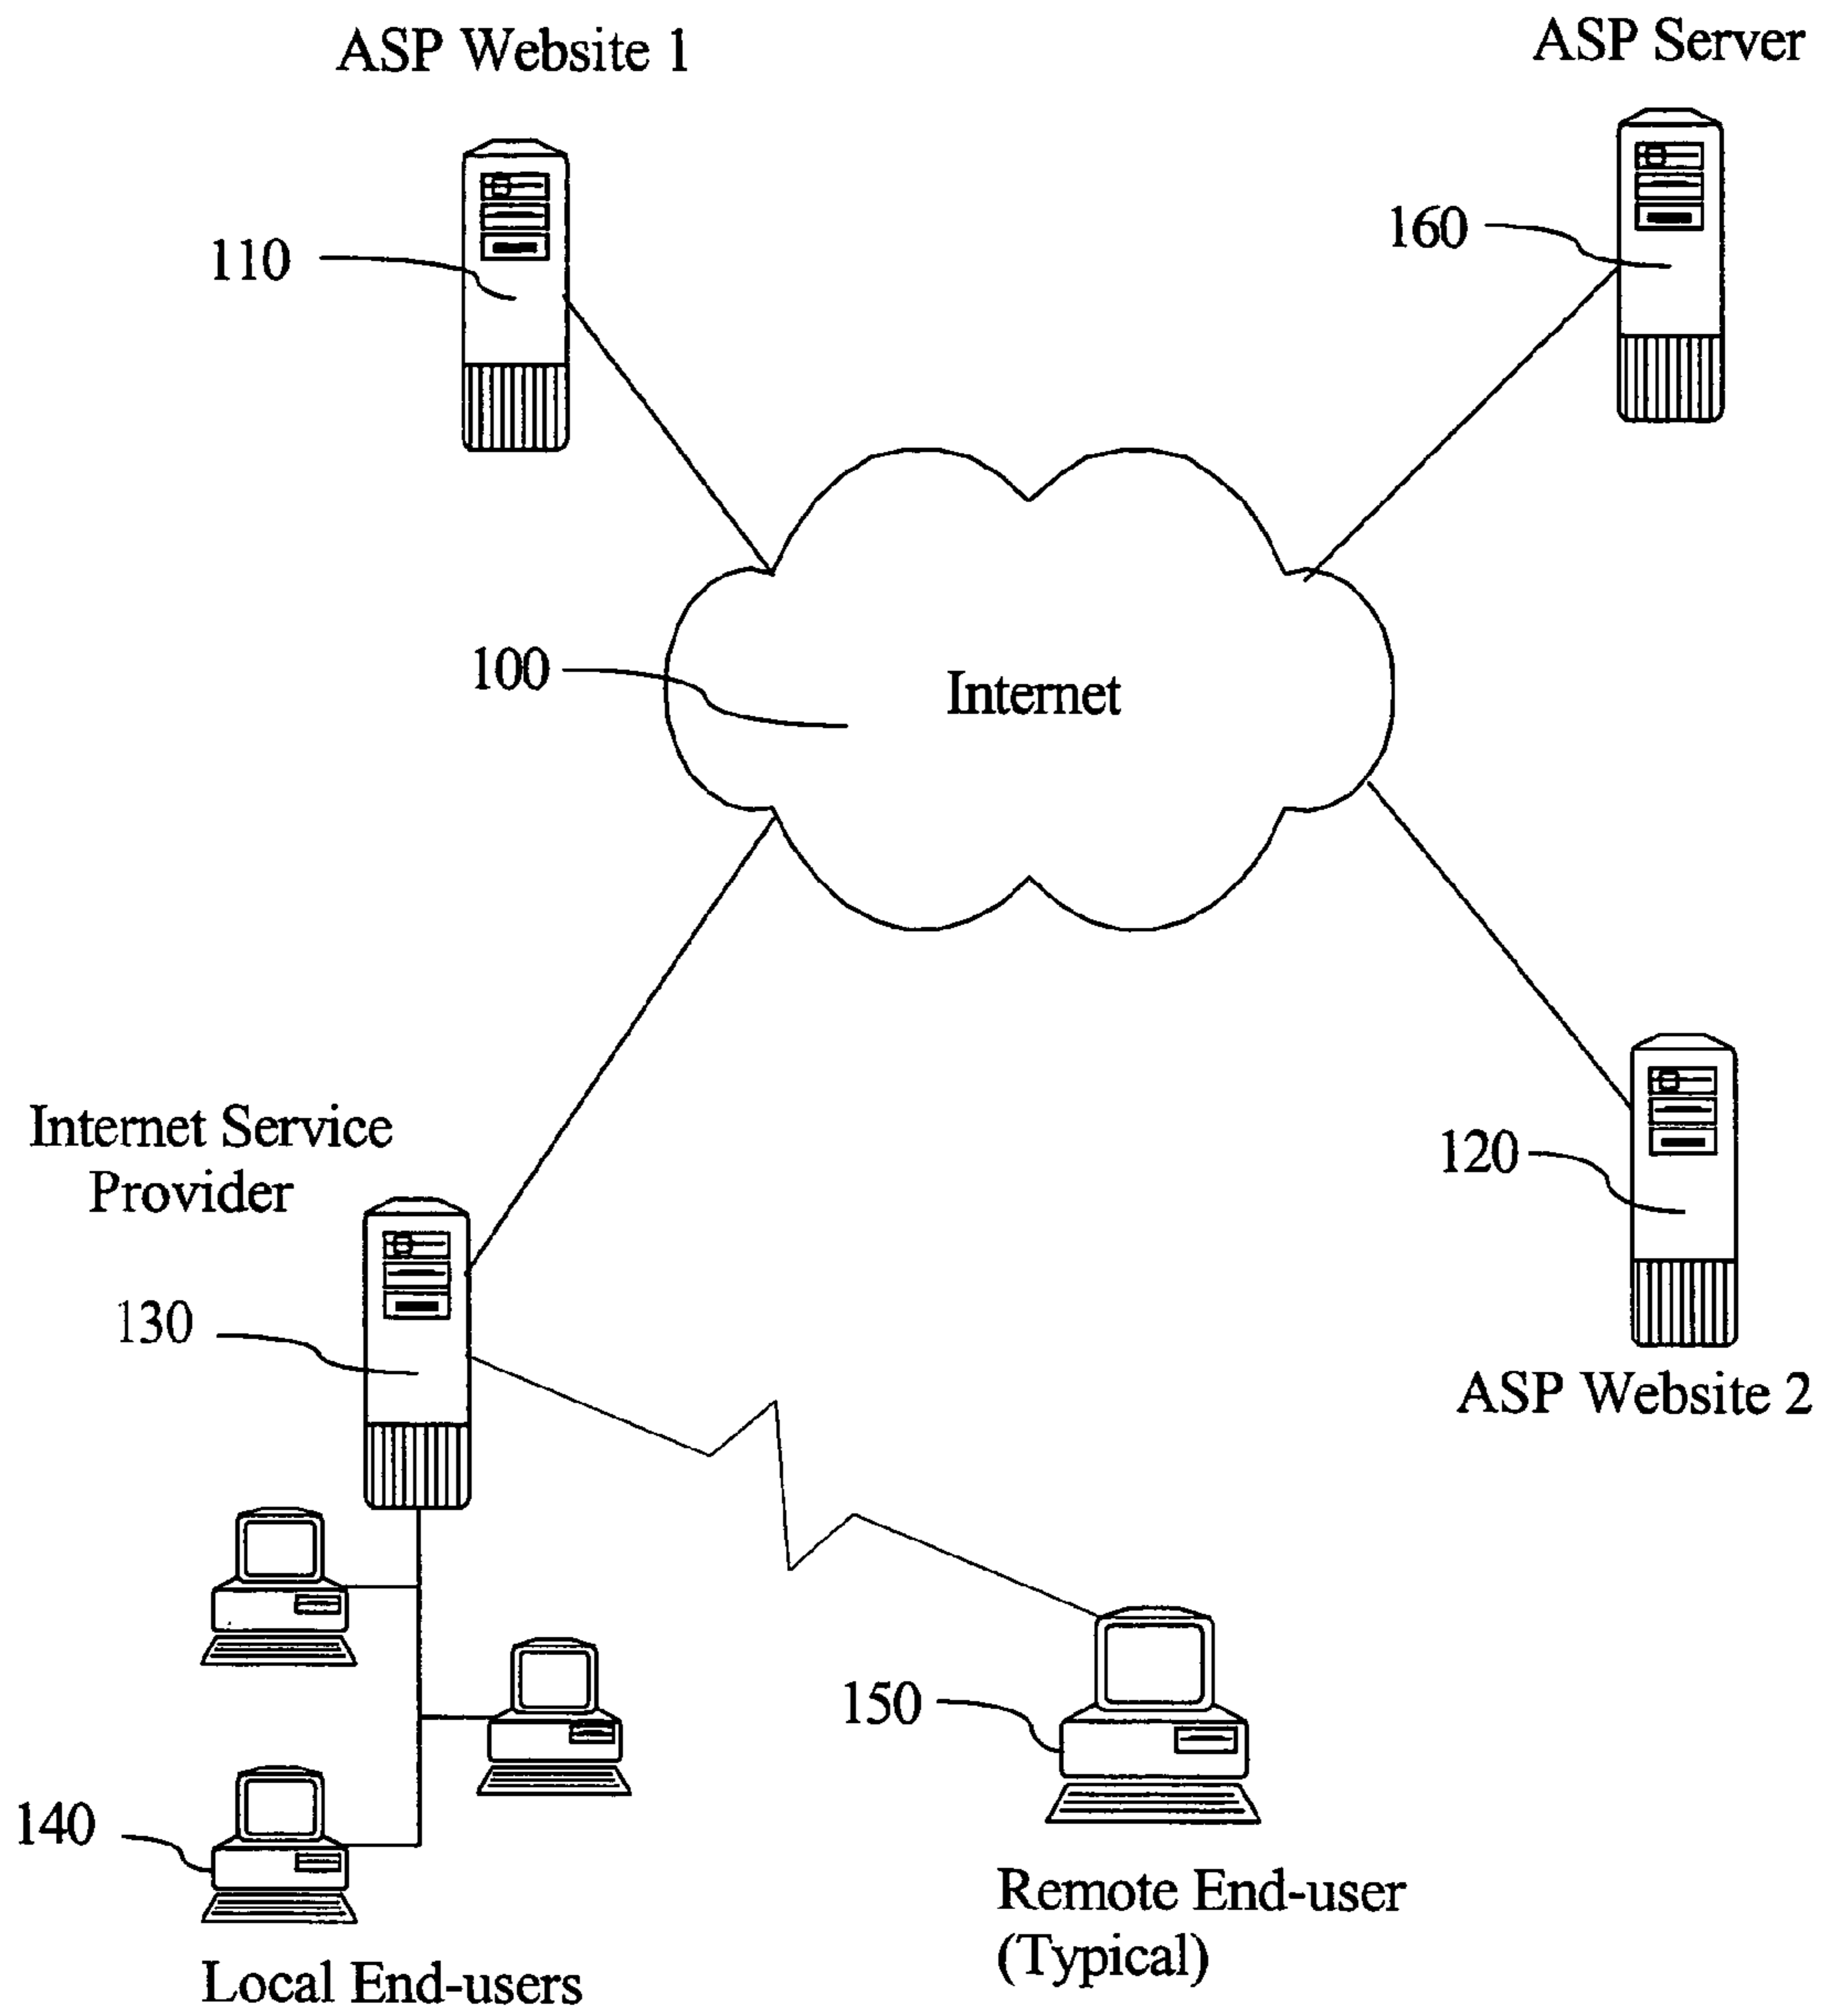 ASP Website 1
ASP Server
110
160
100
Internet
Internet Service
Provider
120
130
ASP Website 2
150
140
Remote End-user
(Typical)
Local End-users